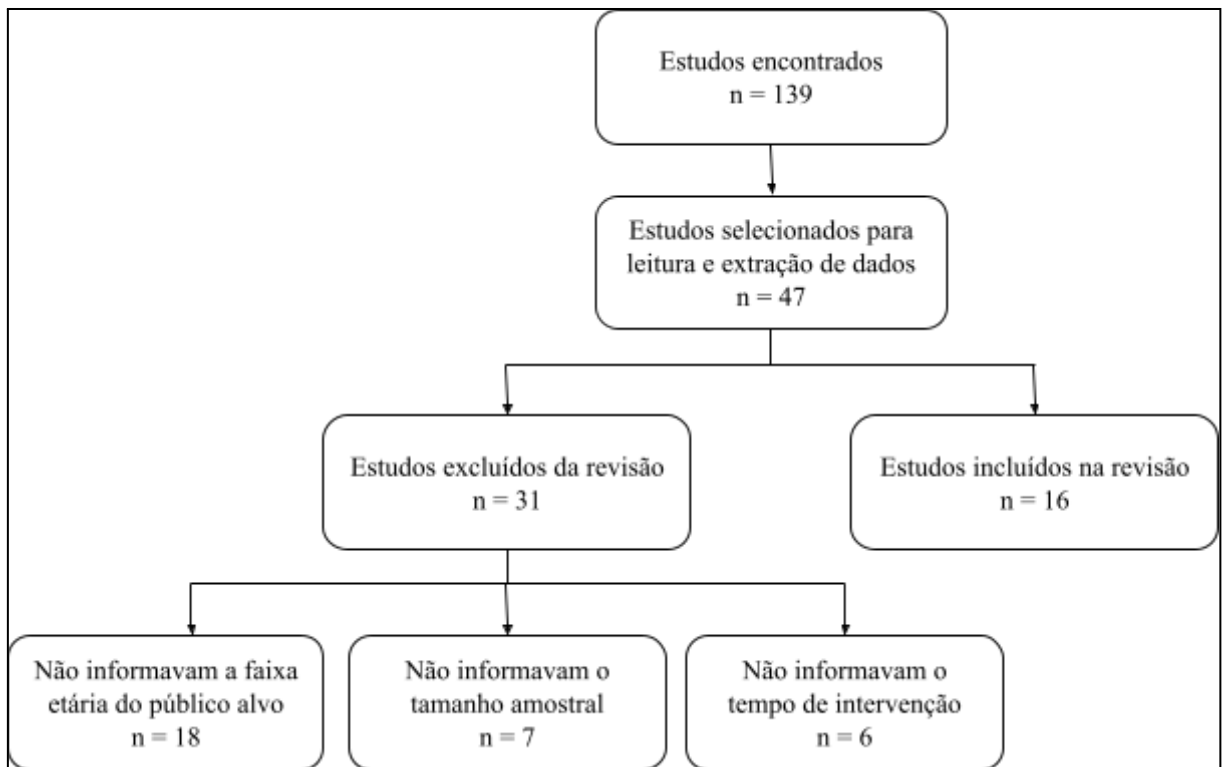 Estudos encontrados
n = 139
Estudos selecionados para
leitura e extração de dados
n = 47
Estudos excluídos da revisão
n = 31
Estudos incluídos na revisão
n = 16
Não informavam a faixa
etária do público alvo
n = 18
Não informavam o
tamanho amostral
n = 7
Não informavam o
tempo de intervenção
n = 6